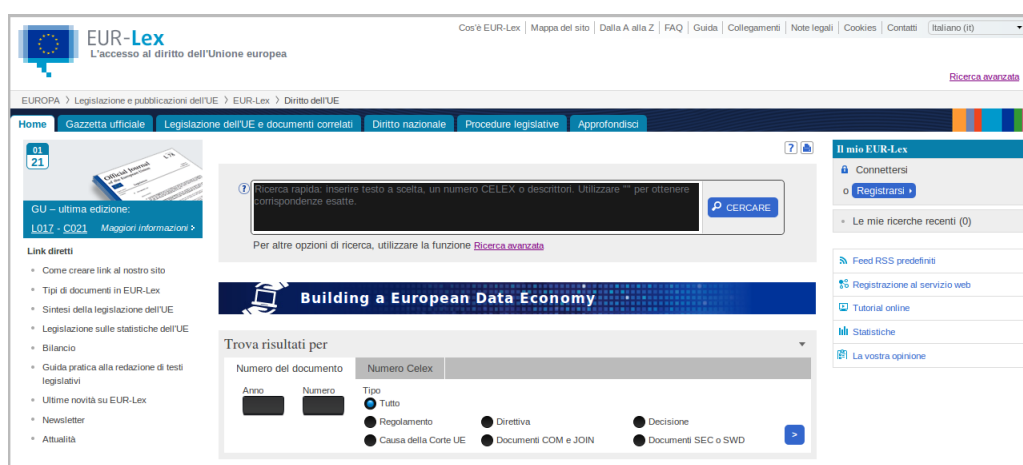 EUR-Lex
L'accesso al diritto dell'Unione europea
Cos'è EUR-Lex | Mappa del sito | Dalla A alla Z | FAQ | Guida | Collegamenti | Note legali | Cookies | Contatti
Italiano (it)
Ricerca avanzata
EUROPA > Legislazione e pubblicazioni dell'UE > EUR-Lex > Diritto dell'UE
Home
Gazzetta ufficiale
Legislazione dell'UE e documenti correlati
Diritto nazionale
Procedure legislative
Approfondisci
01
21
Official Journal
GU – ultima edizione:
L017 - C021 Maggiori informazioni
Link diretti
Come creare link al nostro sito
Tipi di documenti in EUR-Lex
Sintesi della legislazione dell'UE
Legislazione sulle statistiche dell'UE
Bilancio
Guida pratica alla redazione di testi
legislativi
Ultime novità su EUR-Lex
Newsletter
Attualità
?
?
Ricerca rapida: inserire testo a scelta, un numero CELEX o descrittori. Utilizzare "" per ottenere
corrispondenze esatte.
CERCARE
Per altre opzioni di ricerca, utilizzare la funzione Ricerca avanzata
Building a European Data Economy
Trova risultati per
Numero del documento
Numero Celex
Anno
Numero
Tipo
Tutto
Regolamento
Direttiva
Decisione
Causa della Corte UE
Documenti COM e JOIN
Documenti SEC o SWD
>
Il mio EUR-Lex
Connettersi
o Registrarsi
Le mie ricerche recenti (0)
Feed RSS predefiniti
Registrazione al servizio web
Tutorial online
Statistiche
La vostra opinione